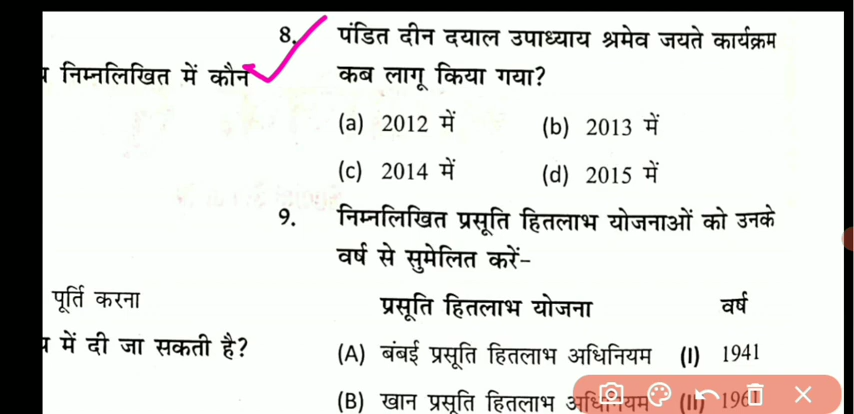 8. पंडित दीन दयाल उपाध्याय श्रमेव जयते कार्यक्रम
निम्नलिखित में कौन
कब लागू किया गया?
(a) 2012 में (b) 2013 में
(c) 2014 में (d) 2015 में
9. निम्नलिखित प्रसूति हितलाभ योजनाओं को उनके
वर्ष से सुमेलित करें-
पूर्ति करना
प्रसूति हितलाभ योजना वर्ष
में दी जा सकती है?
(A) बंबई प्रसूति हितलाभ अधिनियम (I) 1941
(B) खान प्रसूति हितलाभ अधिनियम (II) 1961